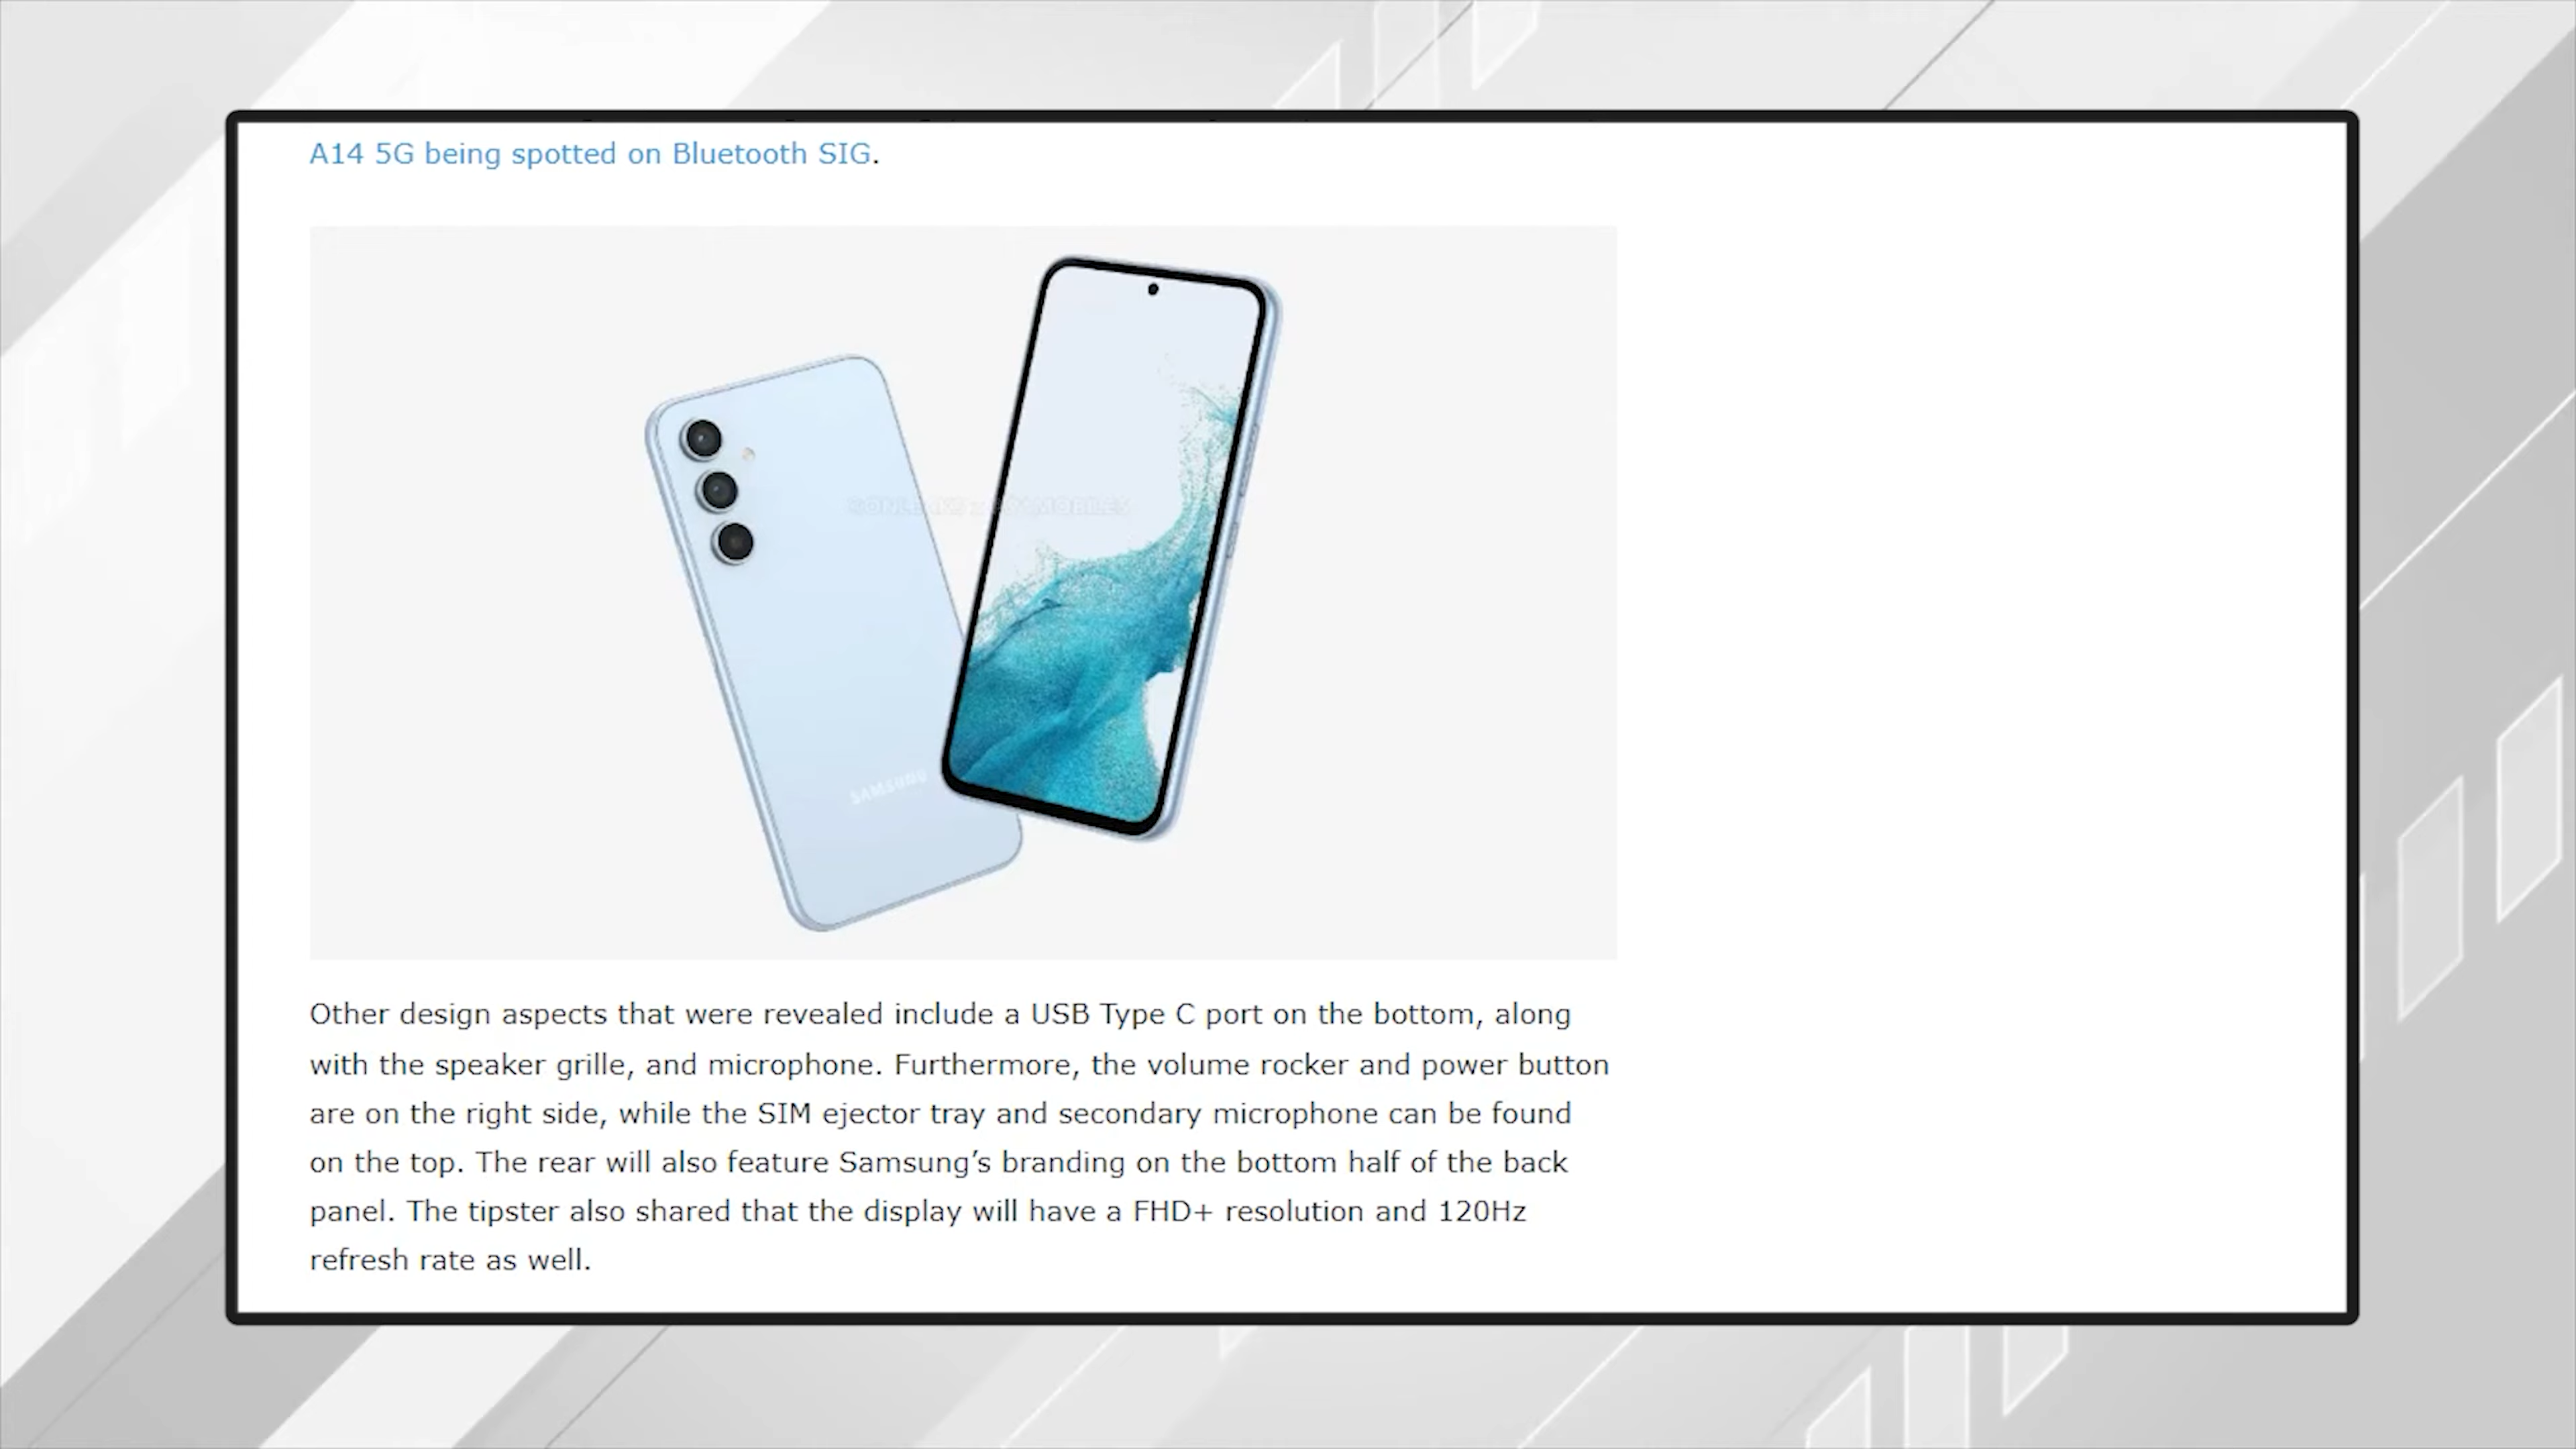 A14 5G being spotted on Bluetooth SIG.
SAMSUNG
Other design aspects that were revealed include a USB Type C port on the bottom, along
with the speaker grille, and microphone. Furthermore, the volume rocker and power button
are on the right side, while the SIM ejector tray and secondary microphone can be found
on the top. The rear will also feature Samsung’s branding on the bottom half of the back
panel. The tipster also shared that the display will have a FHD+ resolution and 120Hz
refresh rate as well.